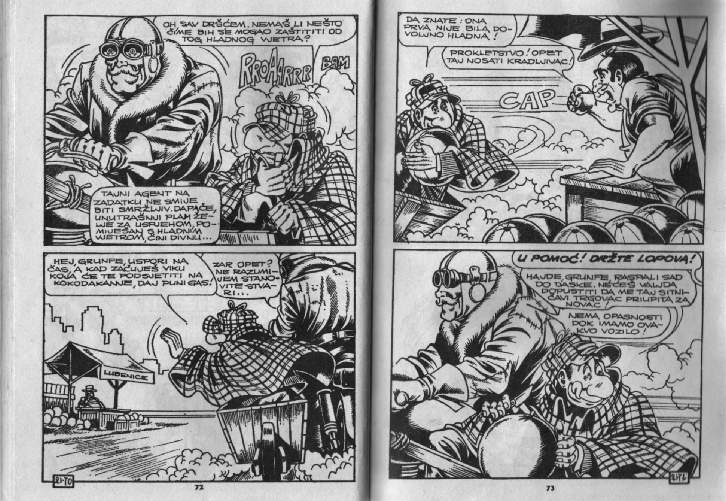 OH, SAV DRŠĆEM. NEMAŠ LI NEŠTO
ČIME BIH SE MOGAO ZAŠTITITI OD
TOG HLADNOG VJETRA?
RROAARRR
BAM
TAJNI AGENT NA
ZADATKU NE SMIJE
BITI SMRZLJIV. DAPAČE,
UNUTRAŠNJI PLAM ŽE-
LJE ZA USPJEHOM, PO-
MIJEŠAN S HLADNIM
VJETROM, ČINI DIVNU...
HEJ, GRUNFE, USPORI NA
ČAS, A KAD ZAČUJEŠ VIKU
KOJA ĆE TE PODSJETITI NA
KOKODAKANJE, DAJ PUNI GAS!
ZAR OPET?
NE RAZUMI-
JEM STANO-
VITE STVA-
RI...
LUBENICE
72
DA ZNATE: ONA
PRVA NIJE BILA DO-
VOLJNO HLADNA!
PROKLETSTVO! OPET
TAJ NOSATI KRADLJIVAC!
CAP
U POMOĆ! DRŽTE LOPOVA!
HAJDE, GRUNFE, RASPALI SAD
DO DASKE. NEĆEŠ VALJDA
DOPUSTITI DA ME TAJ SITNI-
ČAVI TRGOVAC PRIUPITA ZA
NOVAC!
NEMA OPASNOSTI
DOK IMAMO OVA-
KVO VOZILO!
73